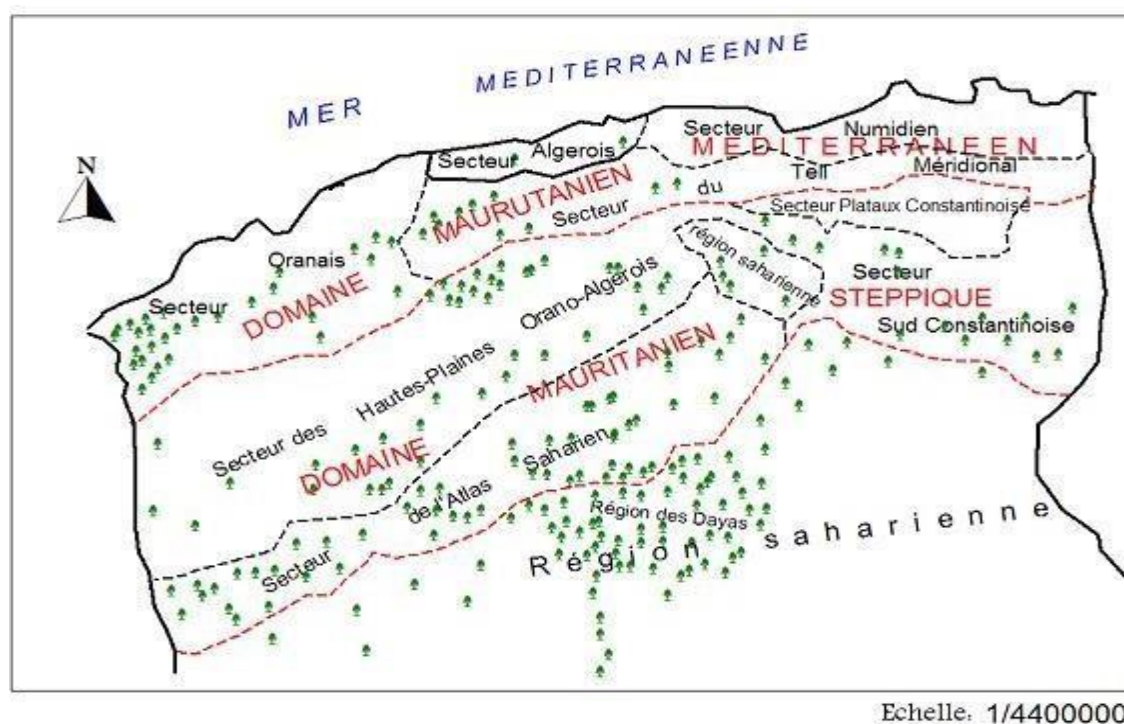 MER MEDITERRANEENNE
N
Secteur Algerois
Secteur Numidien
DOMAINE MAURUTANIEN MEDITERRANEEN
Secteur du Tell Méridional
Secteur Oranais
Secteur Plataux Constantinoise
région saharienne
Secteur des Hautes-Plaines Orano-Algerois
Secteur
Sud Constantinoise
DOMAINE MAURITANIEN STEPPIQUE
Secteur de l'Atlas Saharien
Région des Dayas
Région saharienne
Echelle: 1/4400000